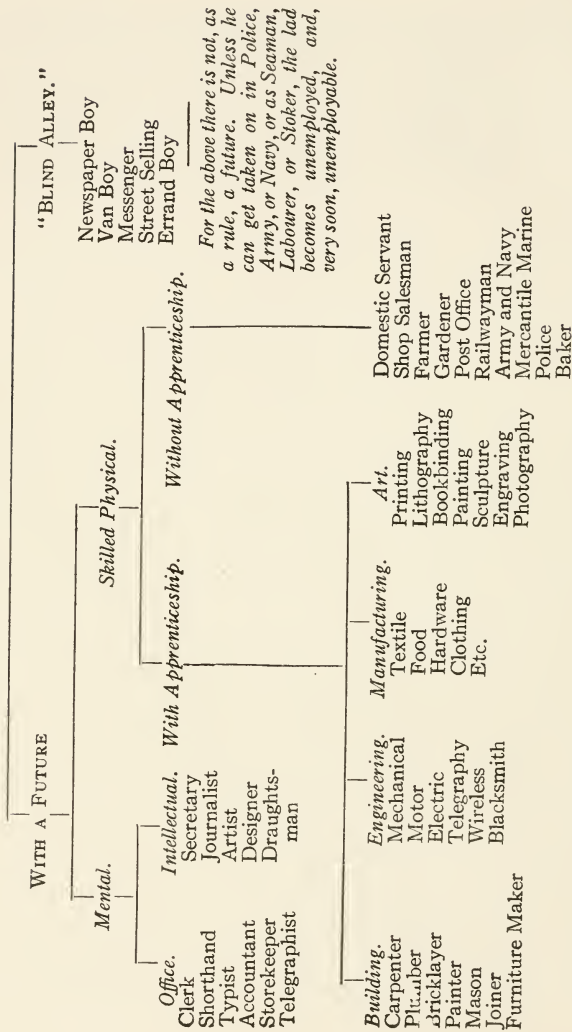 WITH A FUTURE
"BLIND ALLEY."
Mental.
Skilled Physical.
Newspaper Boy
Van Boy
Messenger
Street Selling
Errand Boy
For the above there is not, as
a rule, a future. Unless he
can get taken on in Police,
Army, or Navy, or as Seaman,
Labourer, or Stoker, the lad
becomes unemployed, and,
very soon, unemployable.
Office.
Clerk
Shorthand
Typist
Accountant
Storekeeper
Telegraphist
Intellectual.
Secretary
Journalist
Artist
Designer
Draughts-
man
With Apprenticeship.
Without Apprenticeship.
Building.
Carpenter
Plumber
Bricklayer
Painter
Mason
Joiner
Furniture Maker
Engineering.
Mechanical
Motor
Electric
Telegraphy
Wireless
Blacksmith
Manufacturing.
Textile
Food
Hardware
Clothing
Etc.
Art.
Printing
Lithography
Bookbinding
Painting
Sculpture
Engraving
Photography
Domestic Servant
Shop Salesman
Farmer
Gardener
Post Office
Railwayman
Army and Navy
Mercantile Marine
Police
Baker